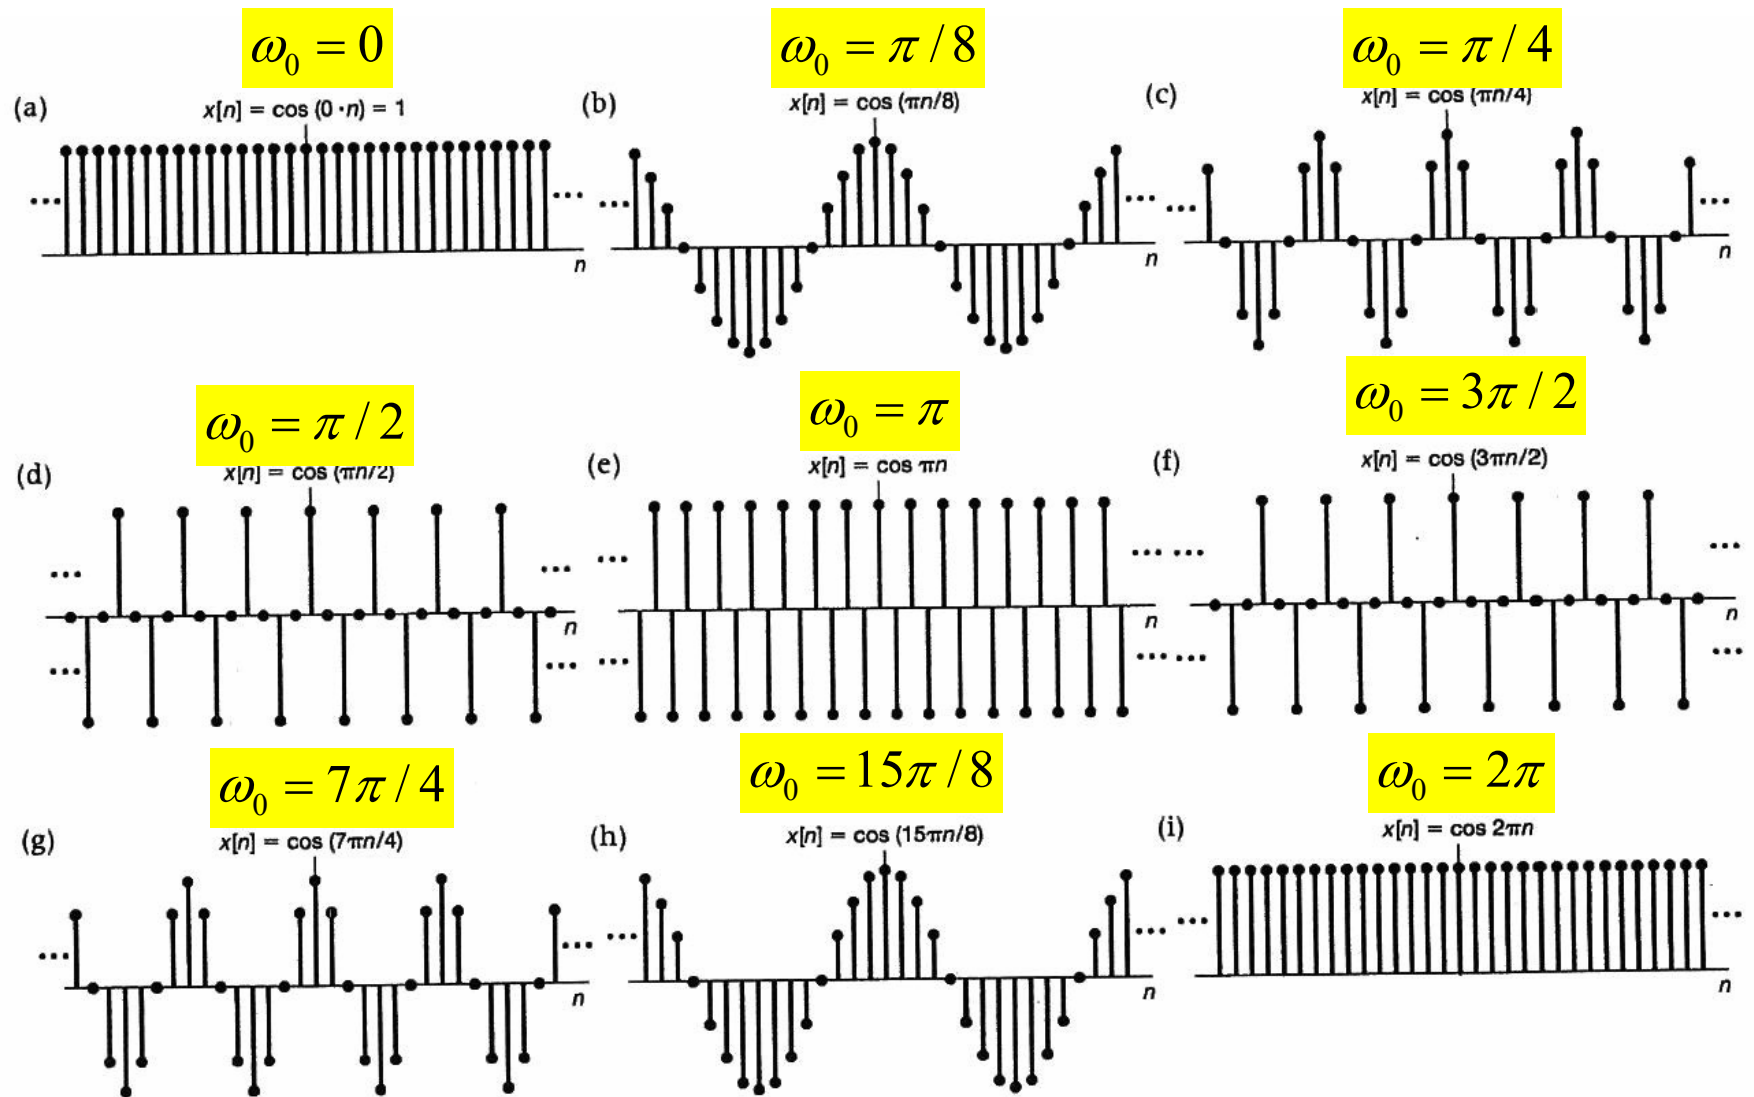 ω₀ = 0
(a)
x[n] = cos (0 · n) = 1
...
...
n
ω₀ = π / 8
(b)
x[n] = cos (πn/8)
...
...
n
ω₀ = π / 4
(c)
x[n] = cos (πn/4)
...
...
n
ω₀ = π / 2
(d)
x[n] = cos (πn/2)
...
...
n
...
...
ω₀ = π
(e)
x[n] = cos πn
...
...
n
...
...
ω₀ = 3π / 2
(f)
x[n] = cos (3πn/2)
...
...
n
...
...
ω₀ = 7π / 4
(g)
x[n] = cos (7πn/4)
...
...
n
ω₀ = 15π / 8
(h)
x[n] = cos (15πn/8)
...
...
n
ω₀ = 2π
(i)
x[n] = cos 2πn
...
...
n